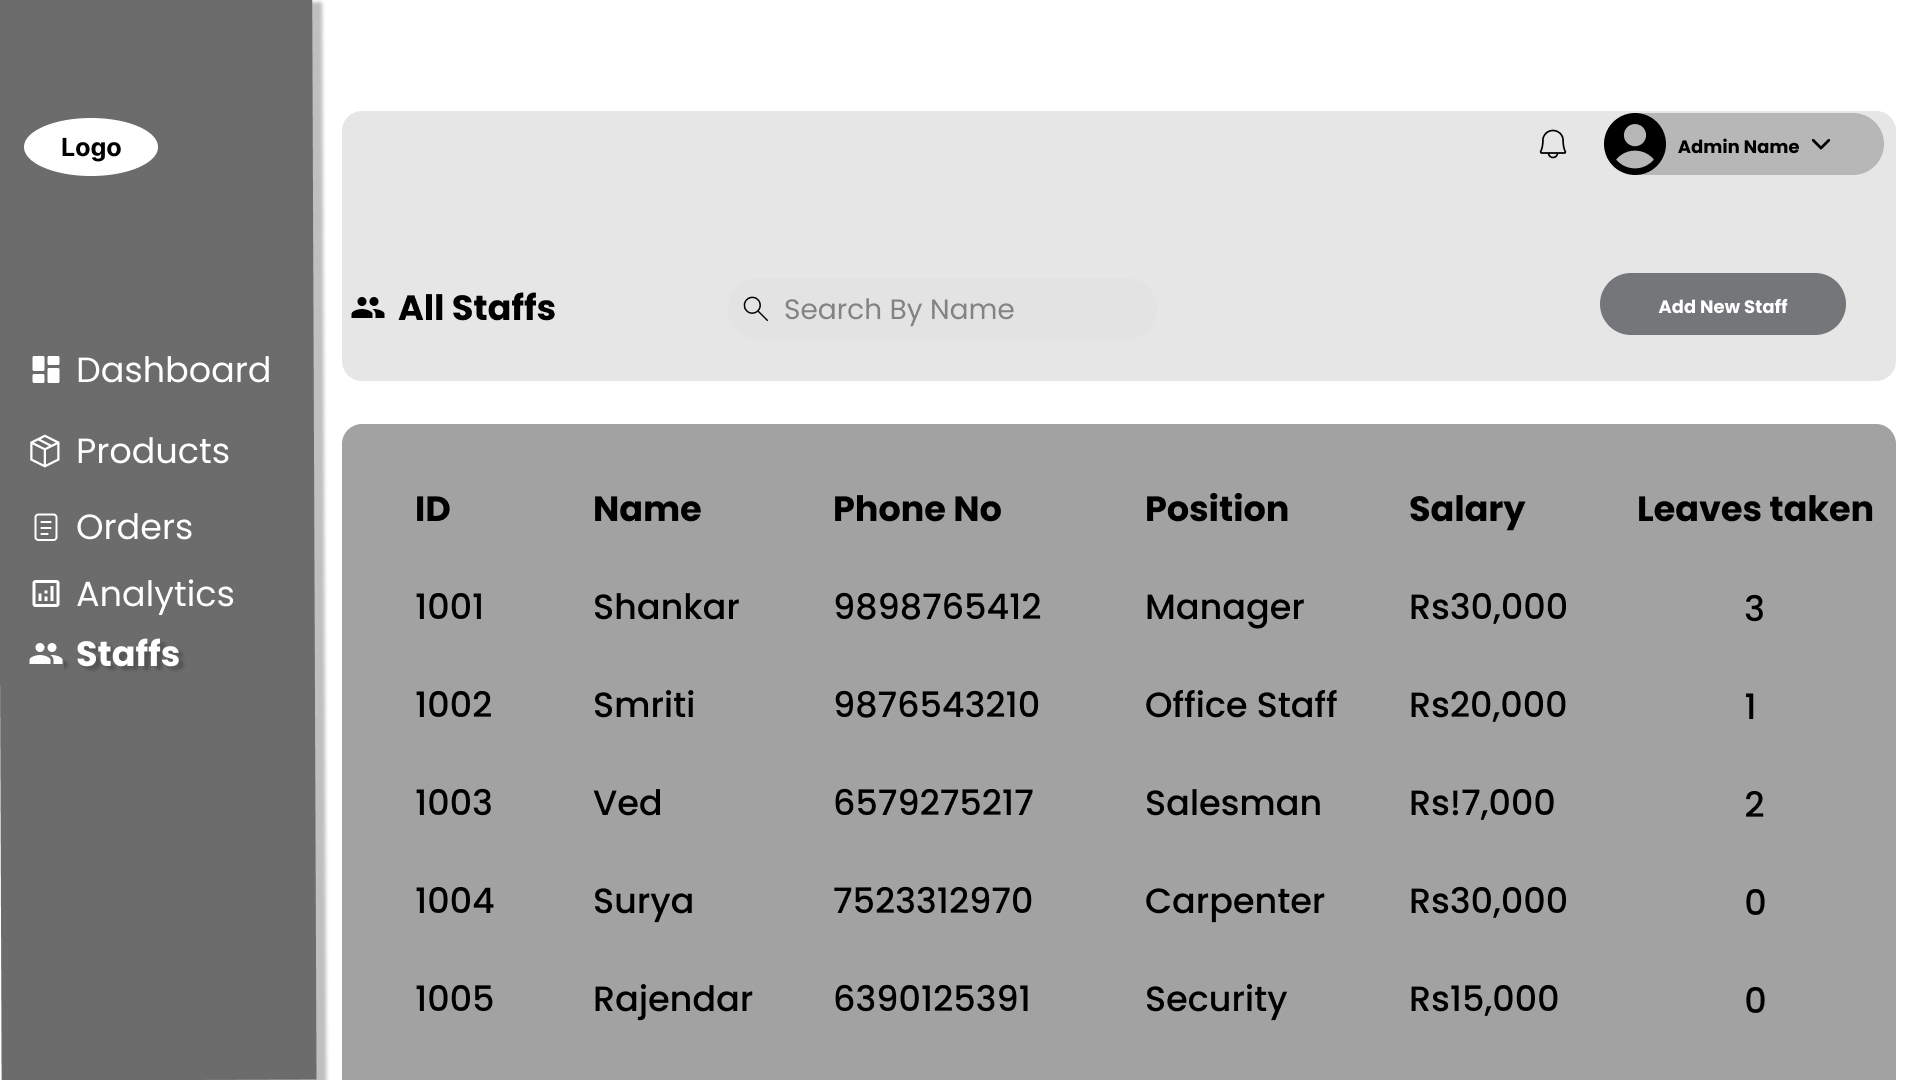 Logo
Admin Name
All Staffs
Search By Name
Add New Staff
Dashboard
Products
Orders
Analytics
Staffs
ID Name Phone No Position Salary Leaves taken
1001 Shankar 9898765412 Manager Rs30,000 3
1002 Smriti 9876543210 Office Staff Rs20,000 1
1003 Ved 6579275217 Salesman Rs!7,000 2
1004 Surya 7523312970 Carpenter Rs30,000 0
1005 Rajendar 6390125391 Security Rs15,000 0